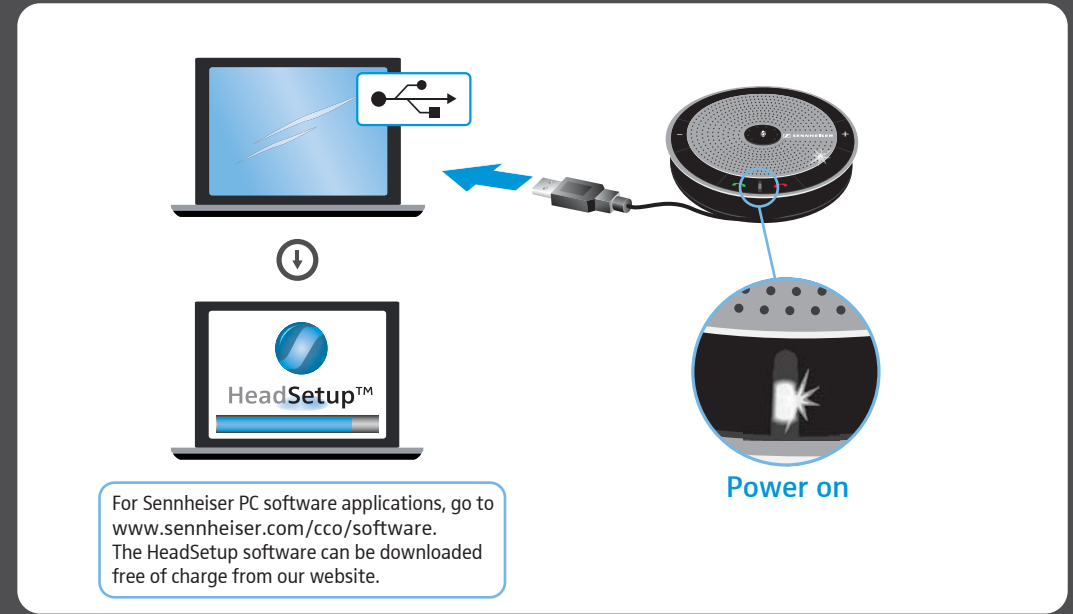 SENNHEISER
HeadSetup™
Power on
For Sennheiser PC software applications, go to
www.sennheiser.com/cco/software.
The HeadSetup software can be downloaded
free of charge from our website.